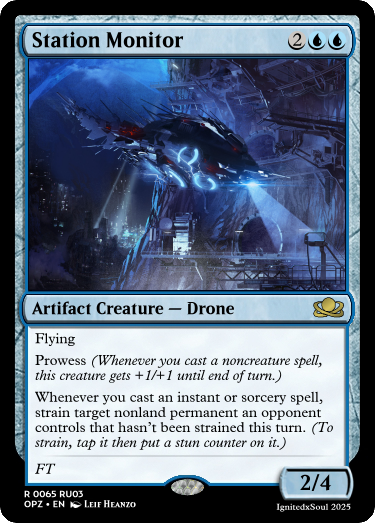 Station Monitor 2
Artifact Creature — Drone
Flying
Prowess (Whenever you cast a noncreature spell,
this creature gets +1/+1 until end of turn.)
Whenever you cast an instant or sorcery spell,
strain target nonland permanent an opponent
controls that hasn't been strained this turn. (To
strain, tap it then put a stun counter on it.)
FT
2/4
R 0065 RU03
OPZ • EN Leif Heanzo
IgnitedxSoul 2025